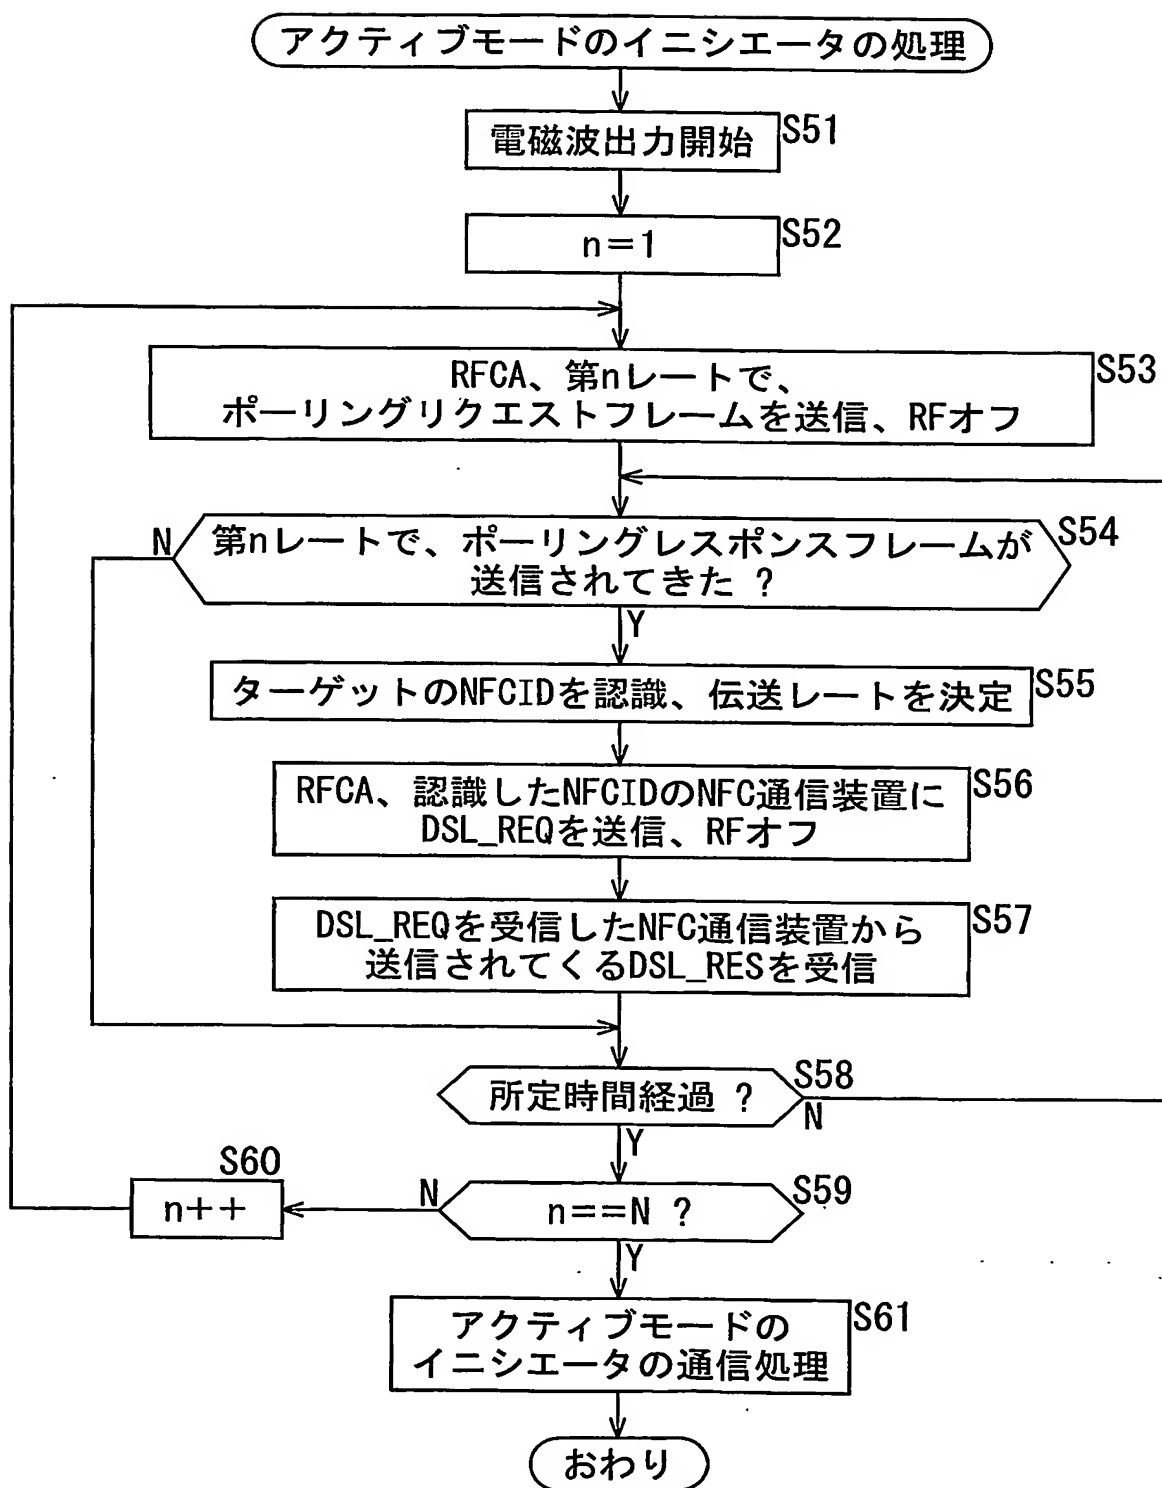 アクティブモードのイニシエータの処理
電磁波出力開始
S51
n=1
S52
RFCA、第nレートで、
ポーリングリクエストフレームを送信、RFオフ
S53
第nレートで、ポーリングレスポンスフレームが
送信されてきた ?
S54
N
Y
ターゲットのNFCIDを認識、伝送レートを決定
S55
RFCA、認識したNFCIDのNFC通信装置に
DSL_REQを送信、RFオフ
S56
DSL_REQを受信したNFC通信装置から
送信されてくるDSL_RESを受信
S57
所定時間経過 ?
S58
N
Y
S60
n++
N
n==N ?
S59
Y
アクティブモードの
イニシエータの通信処理
S61
おわり